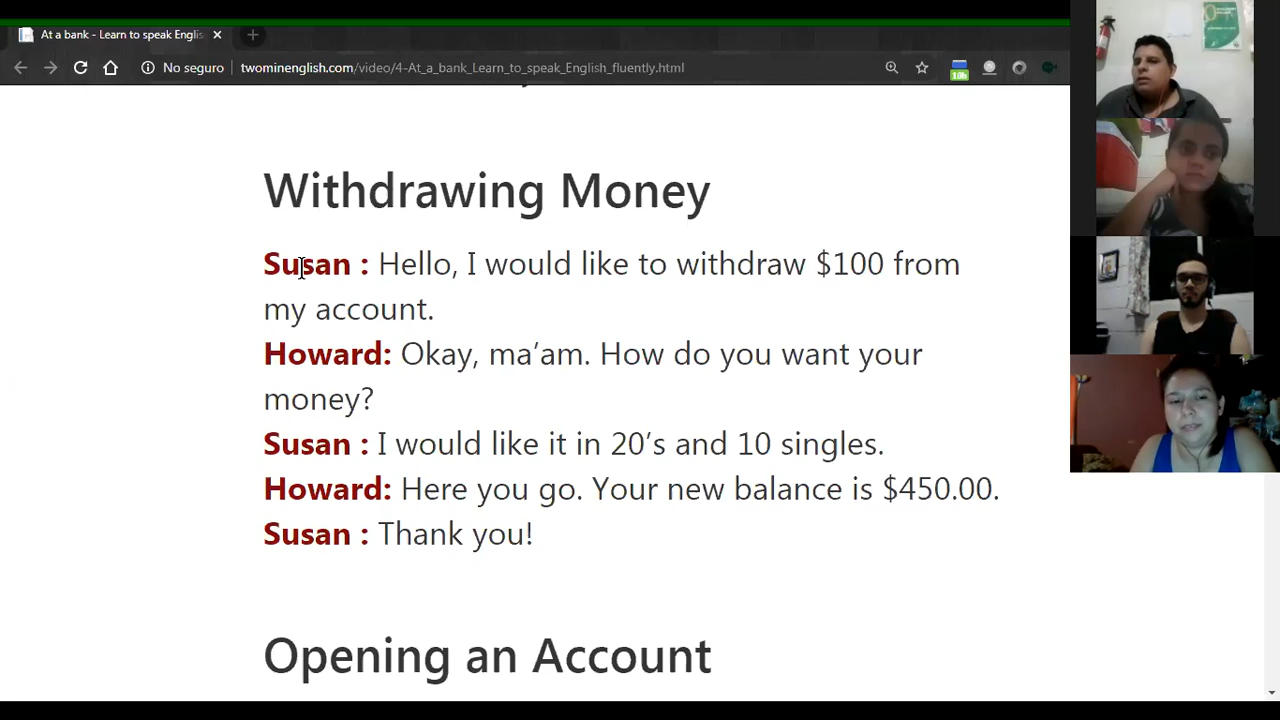 At a bank - Learn to speak Englis
No seguro
twominenglish.com/video/4-At_a_bank_Learn_to_speak_English_fluently.html
10h
Withdrawing Money
Susan : Hello, I would like to withdraw $100 from
my account.
Howard: Okay, ma’am. How do you want your
money?
Susan : I would like it in 20’s and 10 singles.
Howard: Here you go. Your new balance is $450.00.
Susan : Thank you!
Opening an Account